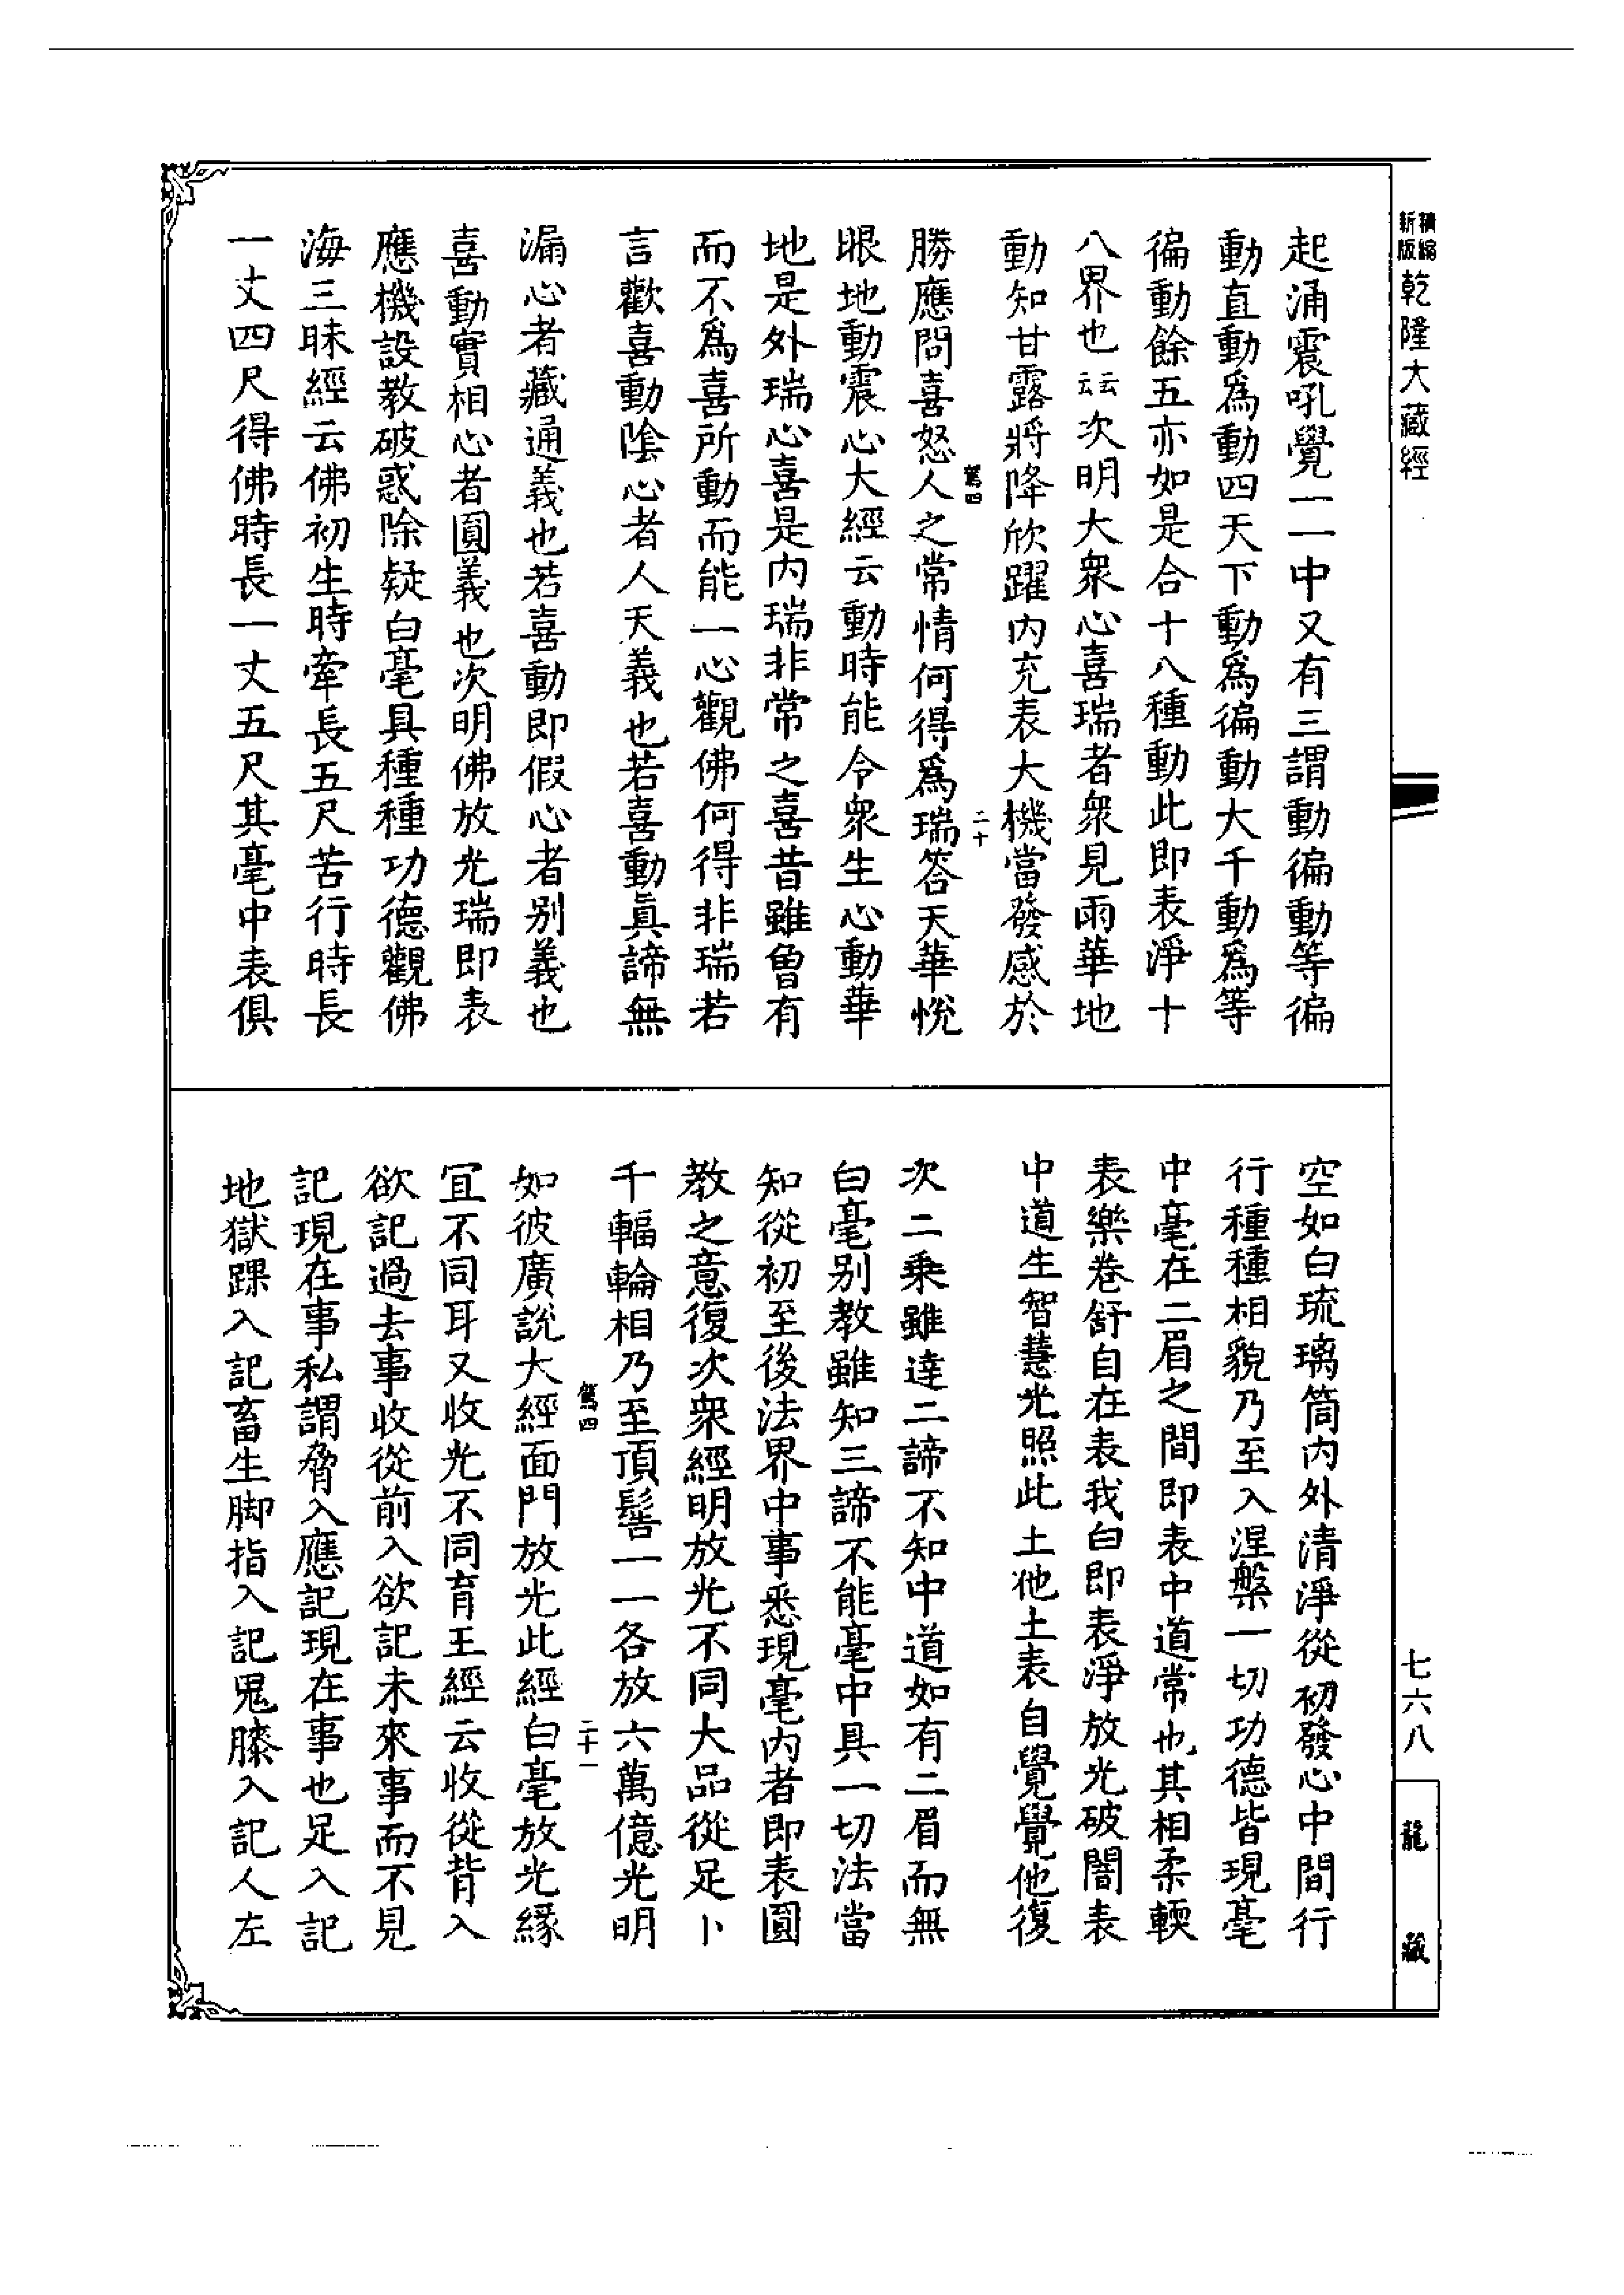 新版精縮
乾隆大藏經
七六八
龍藏
起涌震吼覺一一中又有三謂動徧動等徧
動直動爲動四天下動爲徧動大千動爲等
徧動餘五亦如是合十八種動此即表淨十
八界也云云次明大衆心喜瑞者衆見雨華地
動知甘露將降欣躍內充表大機當發感於
勝應問喜怒人之常情何得爲瑞答天華悅
眼地動震心大經云動時能令衆生心動華
地是外瑞心喜是內瑞非常之喜昔雖曾有
而不爲喜所動而能一心觀佛何得非瑞若
言歡喜動陰心者人天義也若喜動眞諦無
漏心者藏通義也若喜動即假心者別義也
喜動實相心者圓義也次明佛放光瑞即表
應機設教破惑除疑白毫具種種功德觀佛
海三昧經云佛初生時牽長五尺苦行時長
一丈四尺得佛時長一丈五尺其毫中表俱
駕四
二十
空如白琉璃筒內外清淨從初發心中間行
行種種相貌乃至入涅槃一切功德皆現毫
中毫在二眉之間即表中道常也其相柔輭
表樂卷舒自在表我白即表淨放光破闇表
中道生智慧光照此土他土表自覺覺他復
次二乘雖達二諦不知中道如有二眉而無
白毫別教雖知三諦不能毫中具一切法當
知從初至後法界中事悉現毫內者即表圓
教之意復次衆經明放光不同大品從足卜
千輻輪相乃至頂髻一一各放六萬億光明
如彼廣說大經面門放光此經白毫放光緣
宜不同耳又收光不同育王經云收從背入
欲記過去事收從前入欲記未來事而不見
記現在事私謂脅入應記現在事也足入記
地獄踝入記畜生脚指入記鬼膝入記人左
駕四
二十一